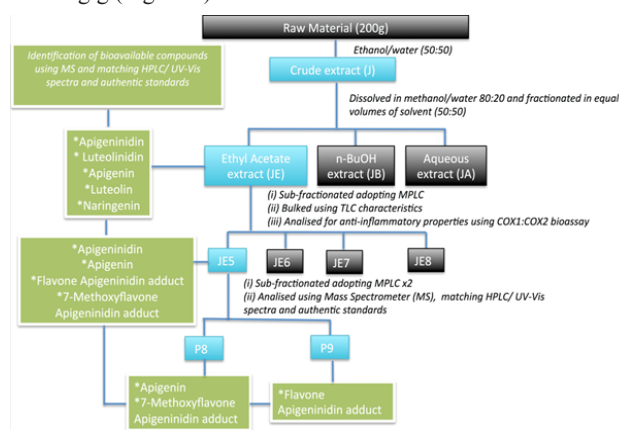 Raw Material (200g)
Ethanol/water (50:50)
Identification of bioavailable compounds
using MS and matching HPLC/ UV-Vis
spectra and authentic standards
Crude extract (J)
Dissolved in methanol/water 80:20 and fractionated in equal
volumes of solvent (50:50)
*Apigeninidin
* Luteolinidin
*Apigenin
*Luteolin
*Naringenin
Ethyl Acetate
extract (JE)
n-BuOH
extract (JB)
Aqueous
extract (JA)
(i) Sub-fractionated adopting MPLC
(ii) Bulked using TLC characteristics
(iii) Analised for anti-inflammatory properties using COX1:COX2 bioassay
*Apigeninidin
*Apigenin
*Flavone Apigeninidin adduct
*7-Methoxyflavone
Apigeninidin adduct
JE5
JE6
JE7
JE8
(i) Sub-fractionated adopting MPLC x2
(ii) Analised using Mass Spectrometer (MS), matching HPLC/ UV-Vis
spectra and authentic standards
P8
P9
*Apigenin
*7-Methoxyflavone
Apigeninidin adduct
*Flavone
Apigeninidin adduct